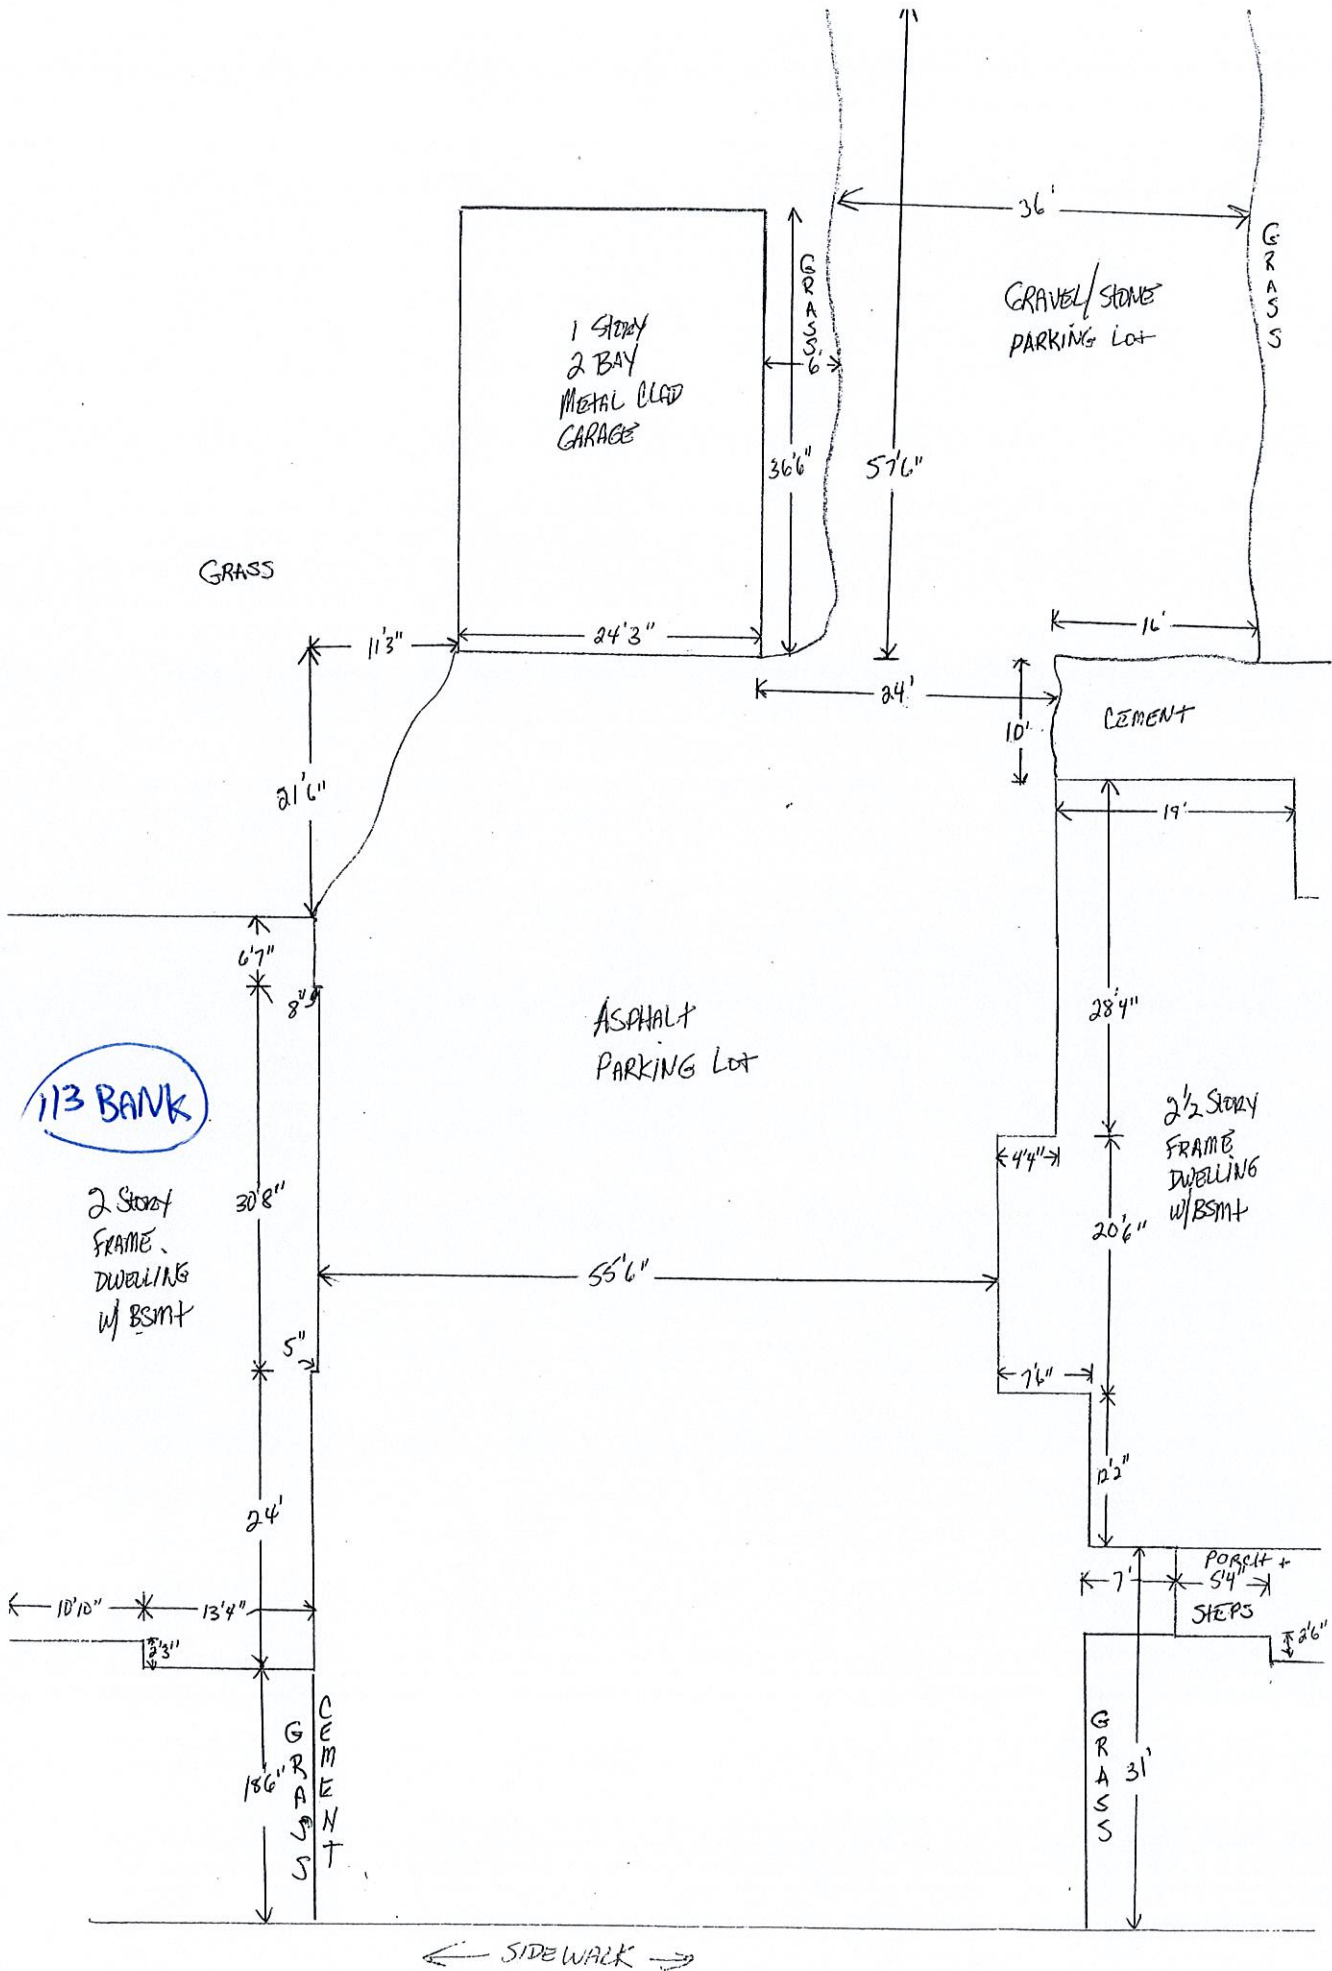 36'
GRASS
GRASS
GRAVEL/STONE
PARKING LOT
1 STORY
2 BAY
METAL CLAD
GARAGE
6'
36'6"
57'6"
GRASS
11'3"
24'3"
16'
24'
10'
CEMENT
21'6"
19'
6'7"
8"
28'4"
ASPHALT
PARKING LOT
113 BANK
2 1/2 STORY
FRAME
DWELLING
W/BSMT
4'4"
2 STORY
FRAME
DWELLING
W/ BSMT
30'8"
20'6"
55'6"
5"
7'6"
12'2"
24'
PORCH +
STEPS
10'10"
13'4"
7'
5'4"
2'3"
2'6"
GRASS
CEMENT
18'6"
GRASS
31'
SIDEWALK